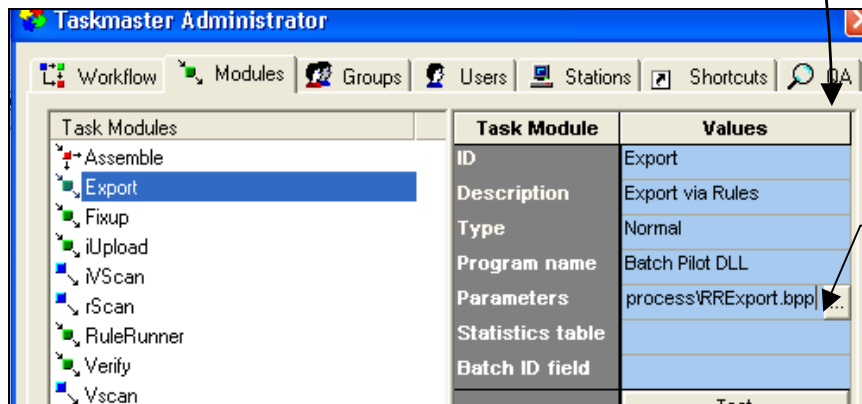 Taskmaster Administrator
Workflow Modules Groups Users Stations Shortcuts QA
Task Modules
Assemble
Export
Fixup
iUpload
iVScan
rScan
RuleRunner
Verify
Vscan
Task Module Values
ID Export
Description Export via Rules
Type Normal
Program name Batch Pilot DLL
Parameters process\RRExport.bpp ...
Statistics table
Batch ID field